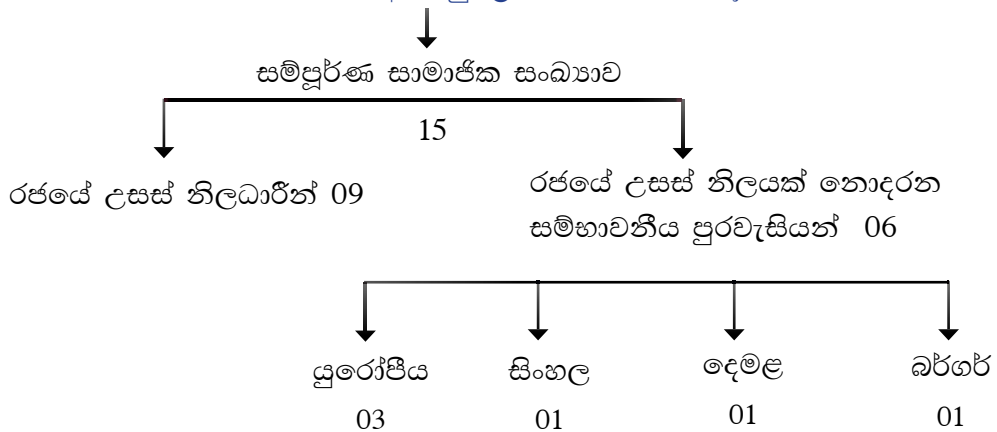 සම්පූර්ණ සාමාජික සංඛ්‍යාව
15
රජයේ උසස් නිලධාරීන් 09
රජයේ උසස් නිලයක් නොදරන
සම්භාවනීය පුරවැසියන් 06
යුරෝපීය සිංහල දෙමළ බර්ගර්
03 01 01 01